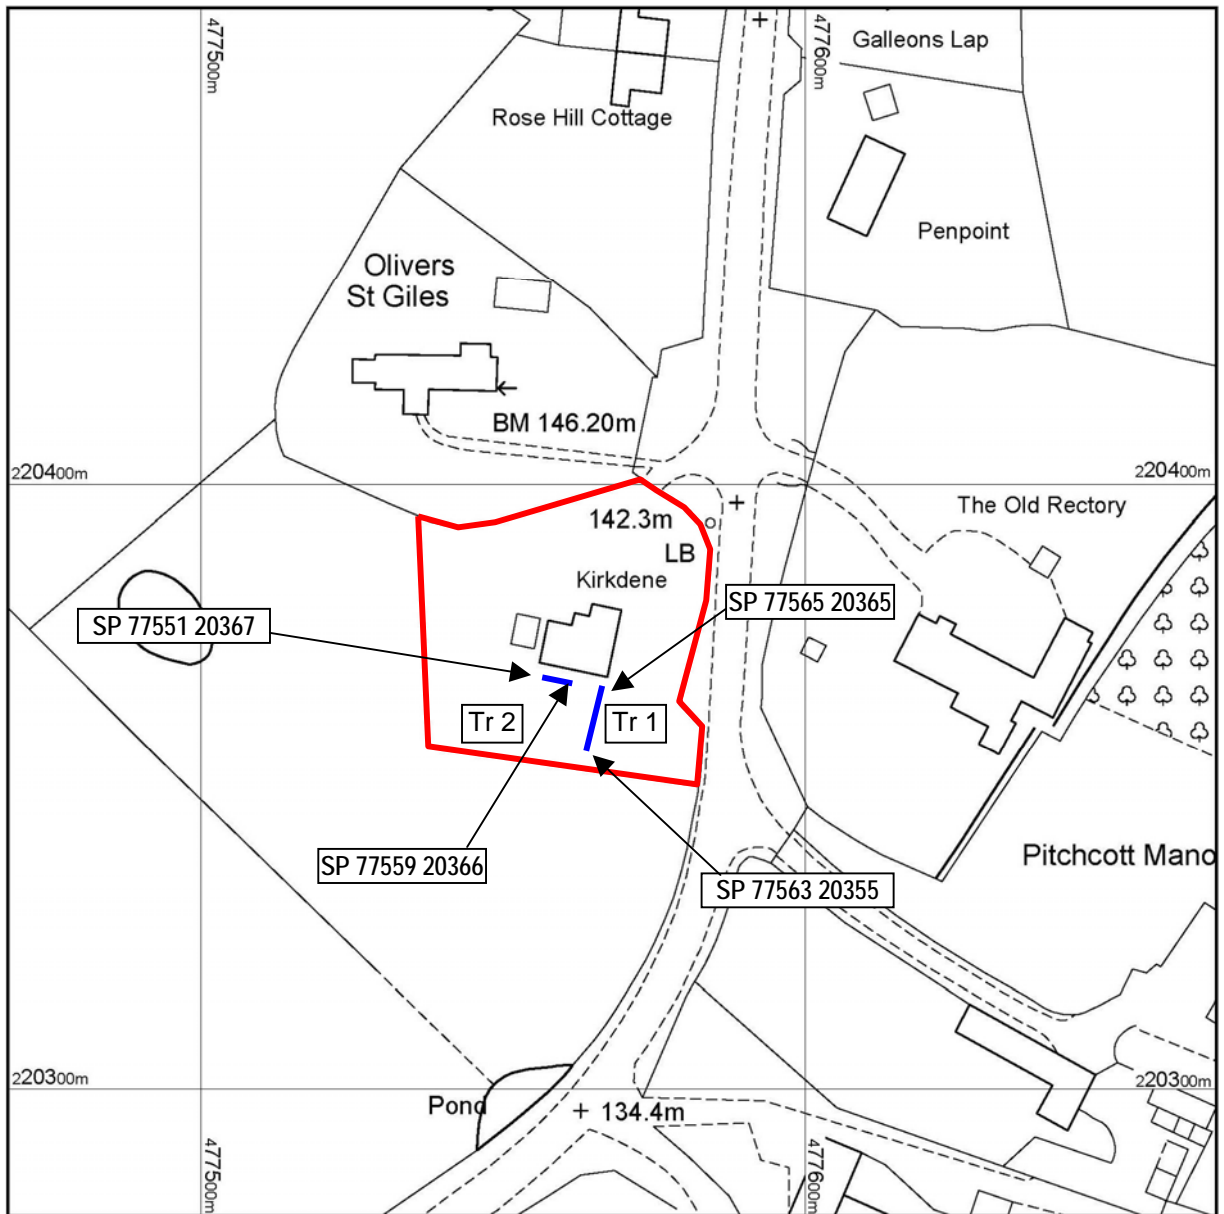 477500m
477600m
Galleons Lap
Rose Hill Cottage
Penpoint
Olivers
St Giles
BM 146.20m
220400m
220400m
The Old Rectory
142.3m
LB
Kirkdene
SP 77565 20365
SP 77551 20367
Tr 2
Tr 1
SP 77559 20366
SP 77563 20355
Pitchcott Mano
220300m
220300m
Pond
134.4m
477500m
477600m